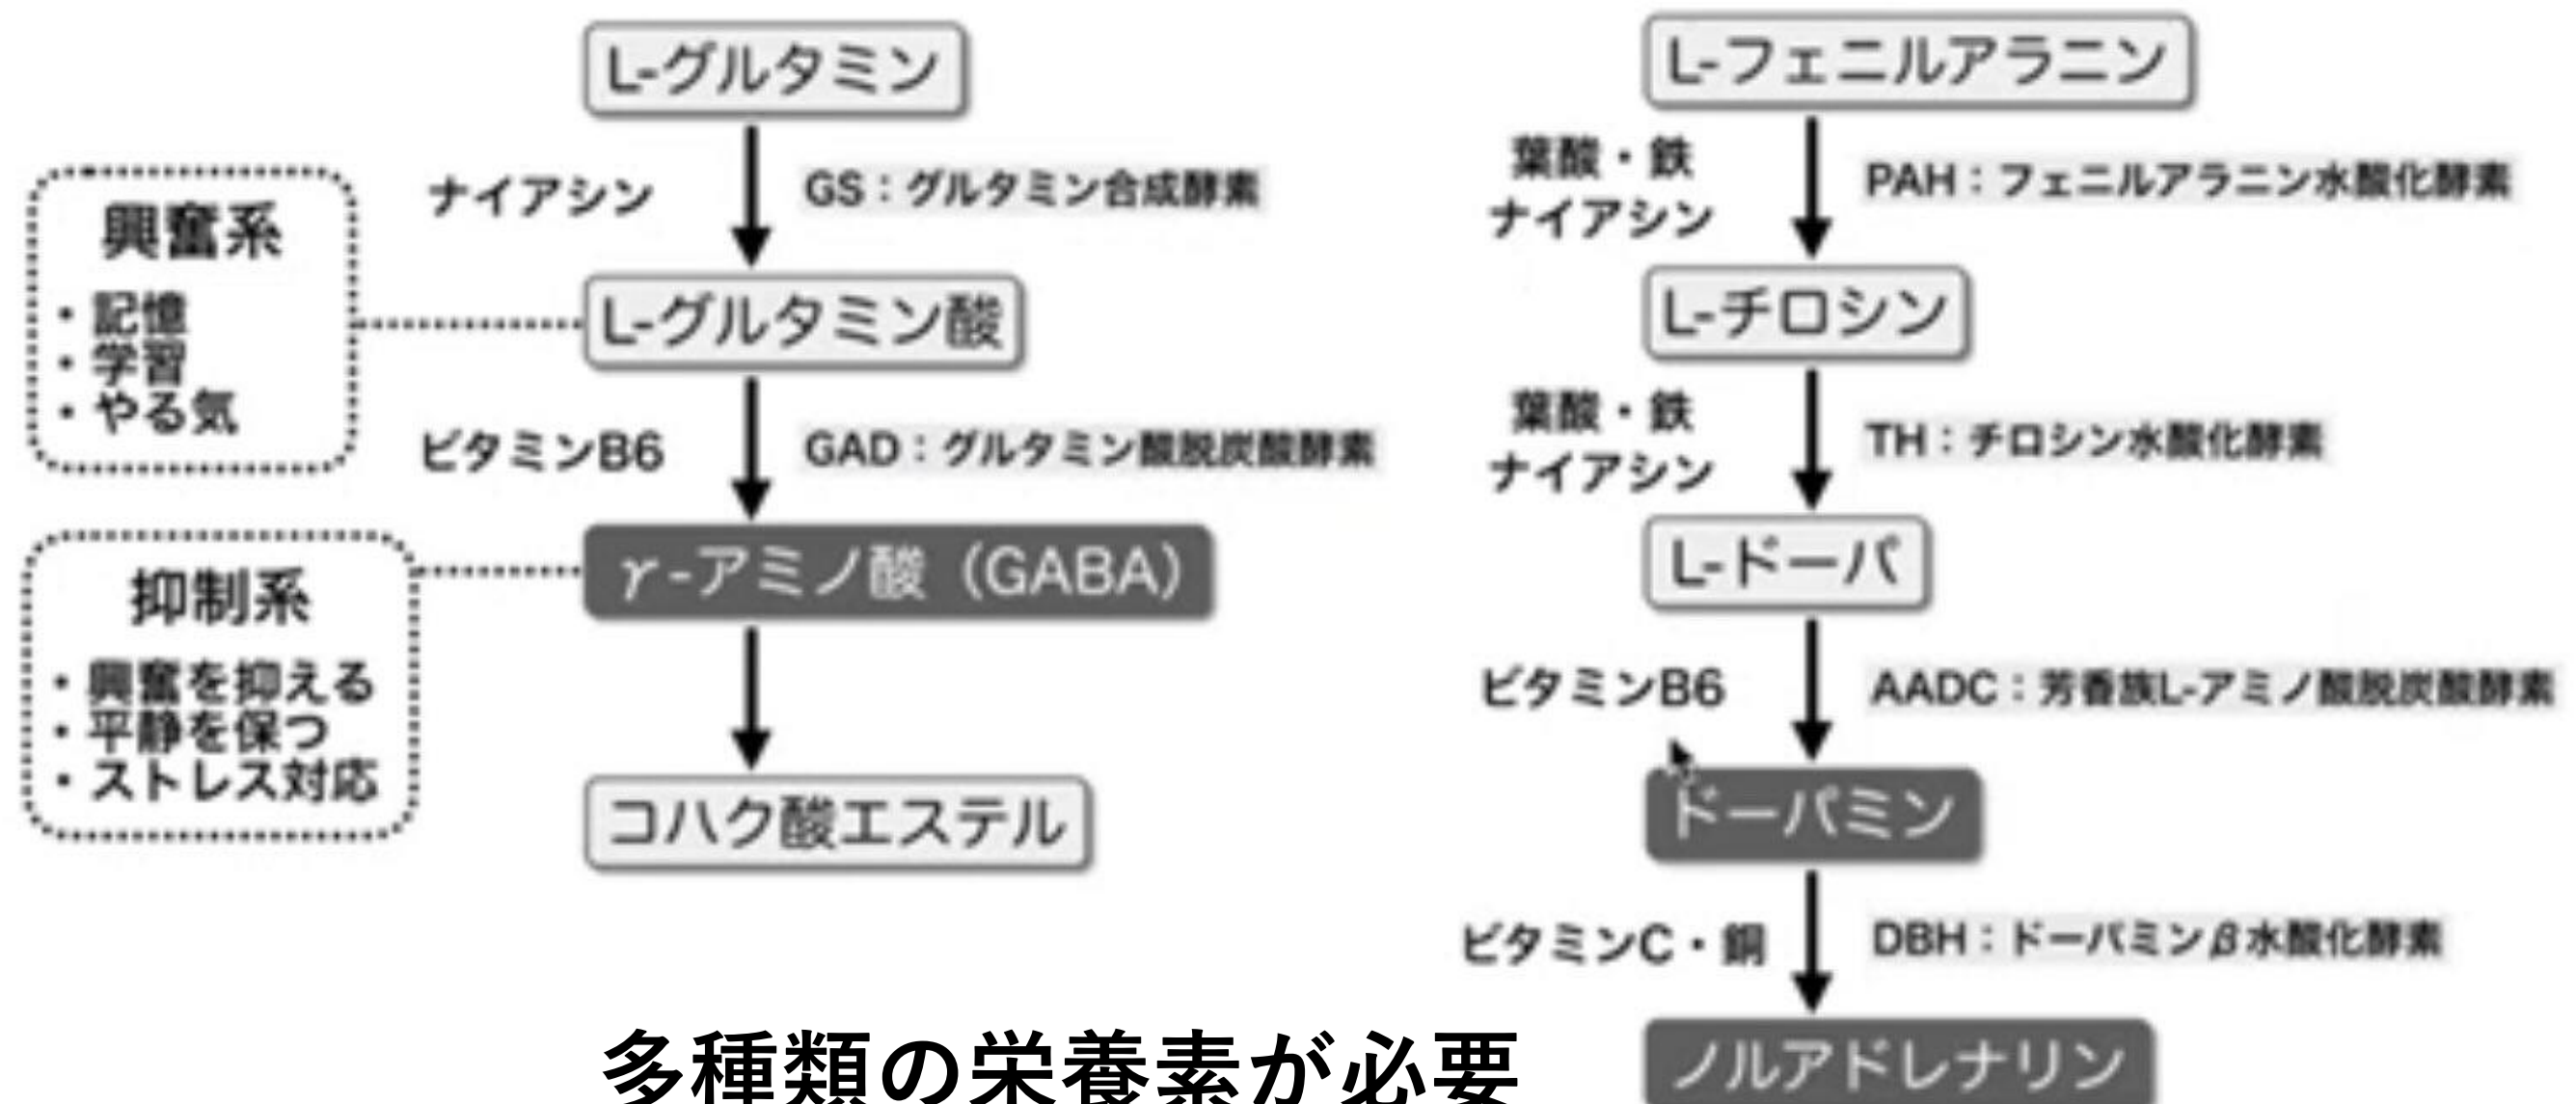 L-グルタミン
ナイアシン
GS：グルタミン合成酵素
興奮系
・記憶
・学習
・やる気
L-グルタミン酸
ビタミンB6
GAD：グルタミン酸脱炭酸酵素
抑制系
・興奮を抑える
・平静を保つ
・ストレス対応
γ-アミノ酸（GABA）
コハク酸エステル
L-フェニルアラニン
葉酸・鉄
ナイアシン
PAH：フェニルアラニン水酸化酵素
L-チロシン
葉酸・鉄
ナイアシン
TH：チロシン水酸化酵素
L-ドーパ
ビタミンB6
AADC：芳香族L-アミノ酸脱炭酸酵素
ドーパミン
ビタミンC・銅
DBH：ドーパミンβ水酸化酵素
ノルアドレナリン
多種類の栄養素が必要